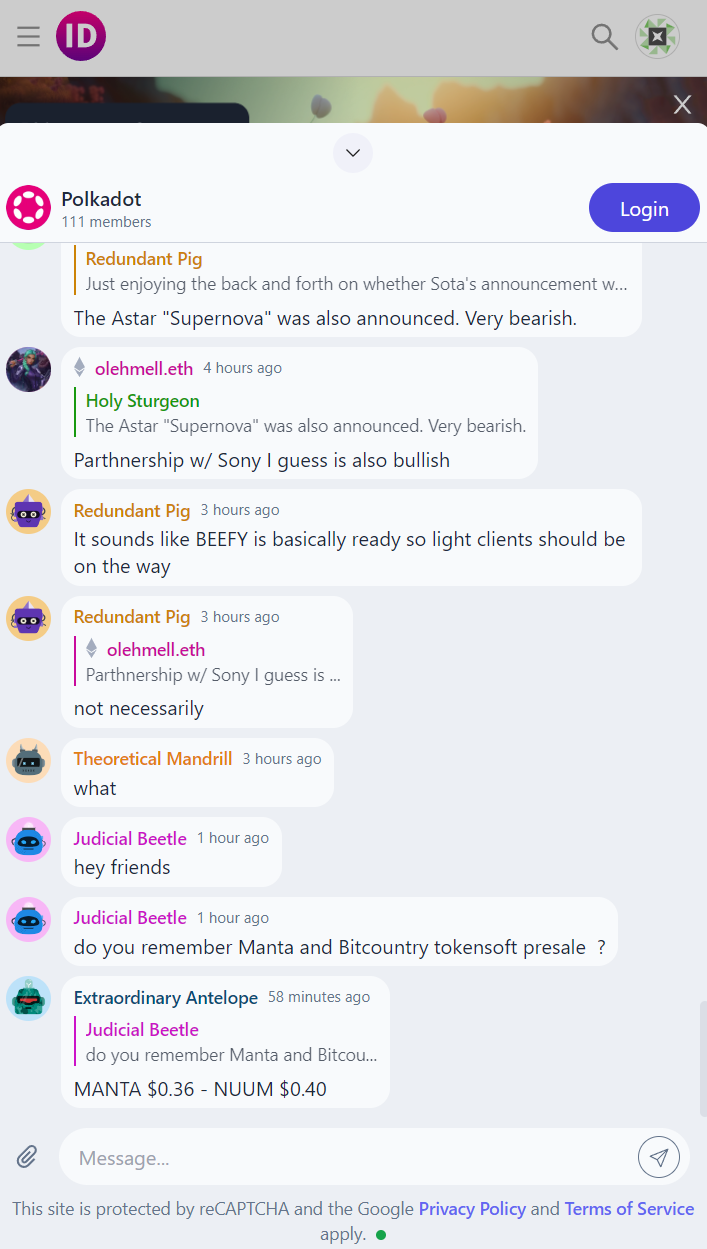 ID
Polkadot
111 members
Login
Redundant Pig
Just enjoying the back and forth on whether Sota's announcement w...
The Astar "Supernova" was also announced. Very bearish.
olehmell.eth 4 hours ago
Holy Sturgeon
The Astar "Supernova" was also announced. Very bearish.
Parthnership w/ Sony I guess is also bullish
Redundant Pig 3 hours ago
It sounds like BEEFY is basically ready so light clients should be
on the way
Redundant Pig 3 hours ago
olehmell.eth
Parthnership w/ Sony I guess is ...
not necessarily
Theoretical Mandrill 3 hours ago
what
Judicial Beetle 1 hour ago
hey friends
Judicial Beetle 1 hour ago
do you remember Manta and Bitcountry tokensoft presale ?
Extraordinary Antelope 58 minutes ago
Judicial Beetle
do you remember Manta and Bitcou...
MANTA $0.36 - NUUM $0.40
Message...
This site is protected by reCAPTCHA and the Google Privacy Policy and Terms of Service
apply.